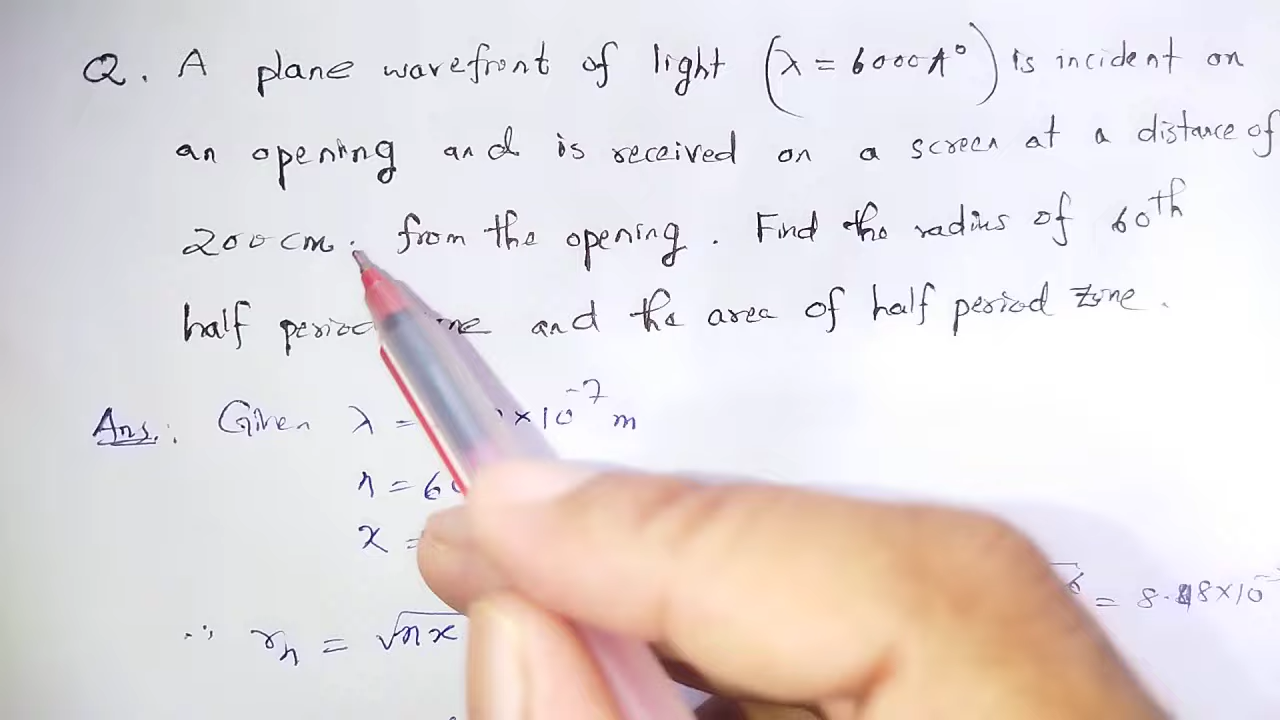 Q. A plane wavefront of light (λ = 6000A°) is incident on
an opening and is received on a screen at a distance of
200 cm. from the opening. Find the radius of 60th
half period and the area of half period zone.
Ans.: Given λ = ×10⁻⁷ m
n = 6
x =
∴ rₙ = √nx = 8.48×10⁻